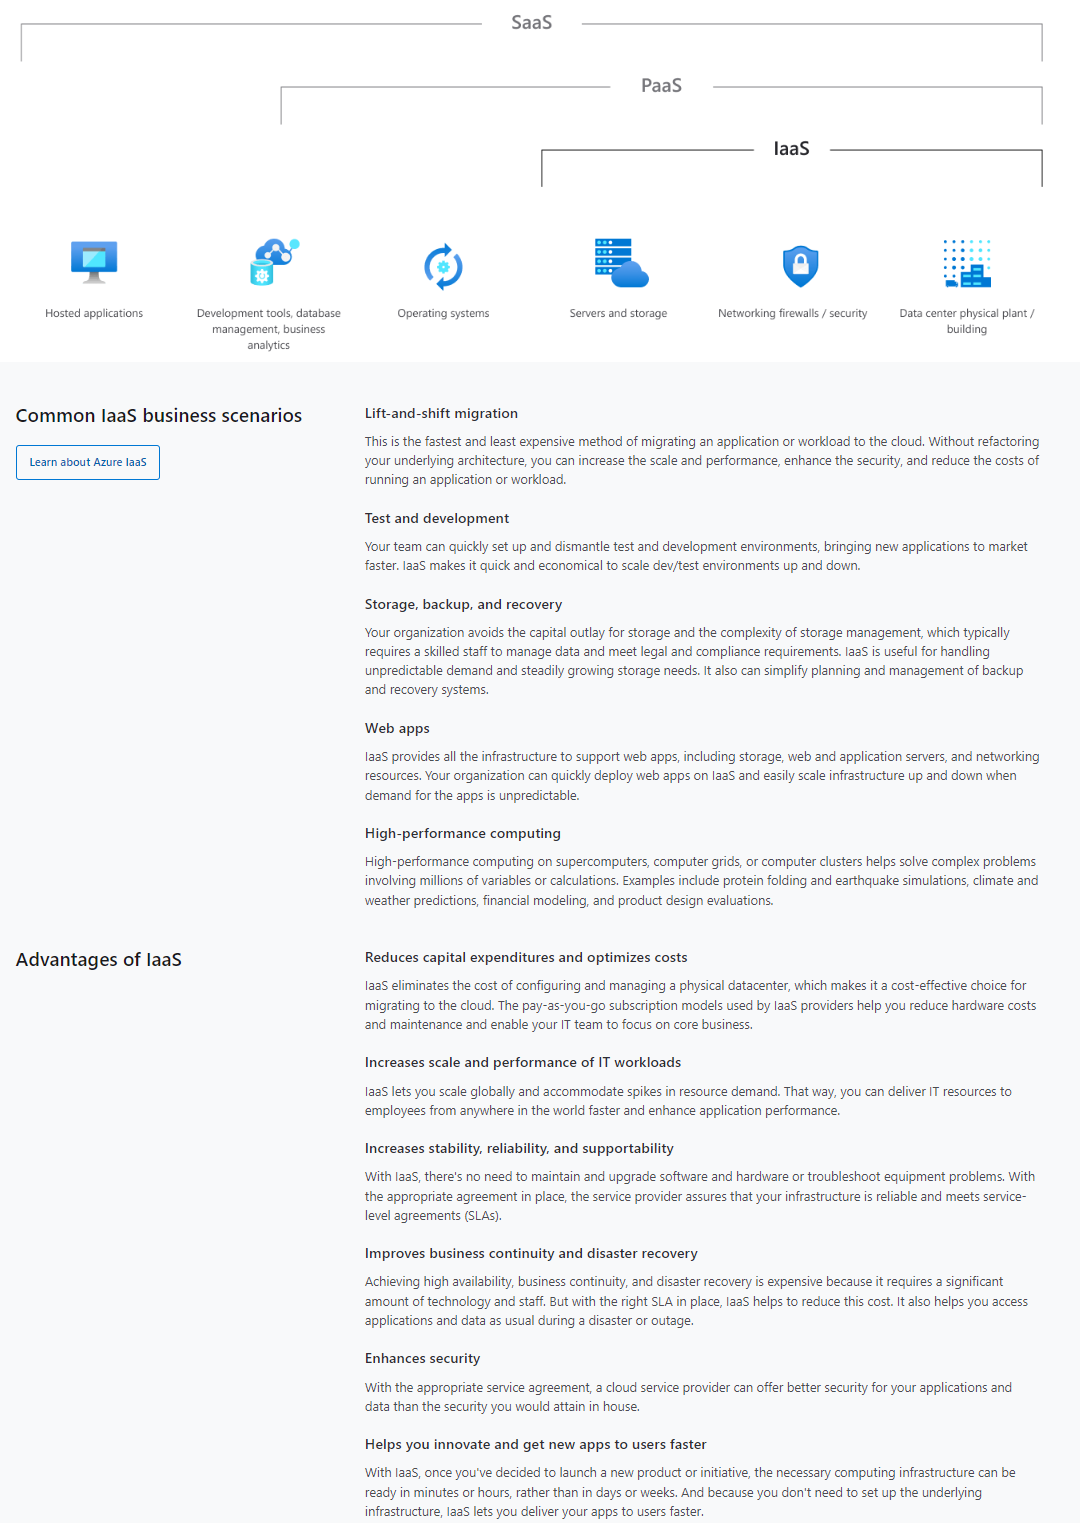 SaaS
PaaS
IaaS
Hosted applications
Development tools, database
management, business
analytics
Operating systems
Servers and storage
Networking firewalls / security
Data center physical plant /
building
Common IaaS business scenarios
Learn about Azure IaaS
Lift-and-shift migration
This is the fastest and least expensive method of migrating an application or workload to the cloud. Without refactoring
your underlying architecture, you can increase the scale and performance, enhance the security, and reduce the costs of
running an application or workload.
Test and development
Your team can quickly set up and dismantle test and development environments, bringing new applications to market
faster. IaaS makes it quick and economical to scale dev/test environments up and down.
Storage, backup, and recovery
Your organization avoids the capital outlay for storage and the complexity of storage management, which typically
requires a skilled staff to manage data and meet legal and compliance requirements. IaaS is useful for handling
unpredictable demand and steadily growing storage needs. It also can simplify planning and management of backup
and recovery systems.
Web apps
IaaS provides all the infrastructure to support web apps, including storage, web and application servers, and networking
resources. Your organization can quickly deploy web apps on IaaS and easily scale infrastructure up and down when
demand for the apps is unpredictable.
High-performance computing
High-performance computing on supercomputers, computer grids, or computer clusters helps solve complex problems
involving millions of variables or calculations. Examples include protein folding and earthquake simulations, climate and
weather predictions, financial modeling, and product design evaluations.
Advantages of IaaS
Reduces capital expenditures and optimizes costs
IaaS eliminates the cost of configuring and managing a physical datacenter, which makes it a cost-effective choice for
migrating to the cloud. The pay-as-you-go subscription models used by IaaS providers help you reduce hardware costs
and maintenance and enable your IT team to focus on core business.
Increases scale and performance of IT workloads
IaaS lets you scale globally and accommodate spikes in resource demand. That way, you can deliver IT resources to
employees from anywhere in the world faster and enhance application performance.
Increases stability, reliability, and supportability
With IaaS, there's no need to maintain and upgrade software and hardware or troubleshoot equipment problems. With
the appropriate agreement in place, the service provider assures that your infrastructure is reliable and meets service-
level agreements (SLAs).
Improves business continuity and disaster recovery
Achieving high availability, business continuity, and disaster recovery is expensive because it requires a significant
amount of technology and staff. But with the right SLA in place, IaaS helps to reduce this cost. It also helps you access
applications and data as usual during a disaster or outage.
Enhances security
With the appropriate service agreement, a cloud service provider can offer better security for your applications and
data than the security you would attain in house.
Helps you innovate and get new apps to users faster
With IaaS, once you've decided to launch a new product or initiative, the necessary computing infrastructure can be
ready in minutes or hours, rather than in days or weeks. And because you don't need to set up the underlying
infrastructure, IaaS lets you deliver your apps to users faster.